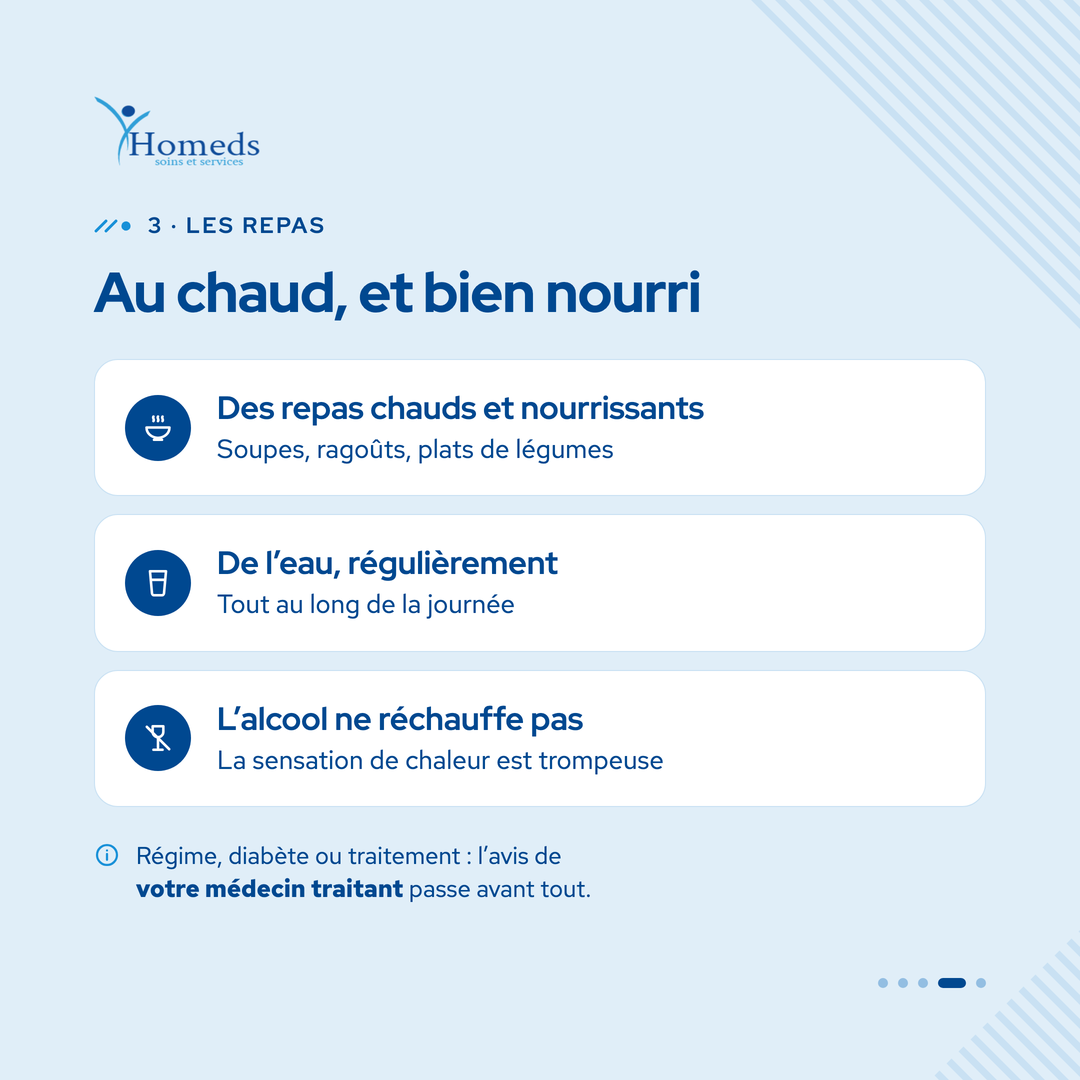 Homeds
soins et services
3 · LES REPAS
Au chaud, et bien nourri
Des repas chauds et nourrissants
Soupes, ragoûts, plats de légumes
De l’eau, régulièrement
Tout au long de la journée
L’alcool ne réchauffe pas
La sensation de chaleur est trompeuse
Régime, diabète ou traitement : l’avis de
votre médecin traitant passe avant tout.